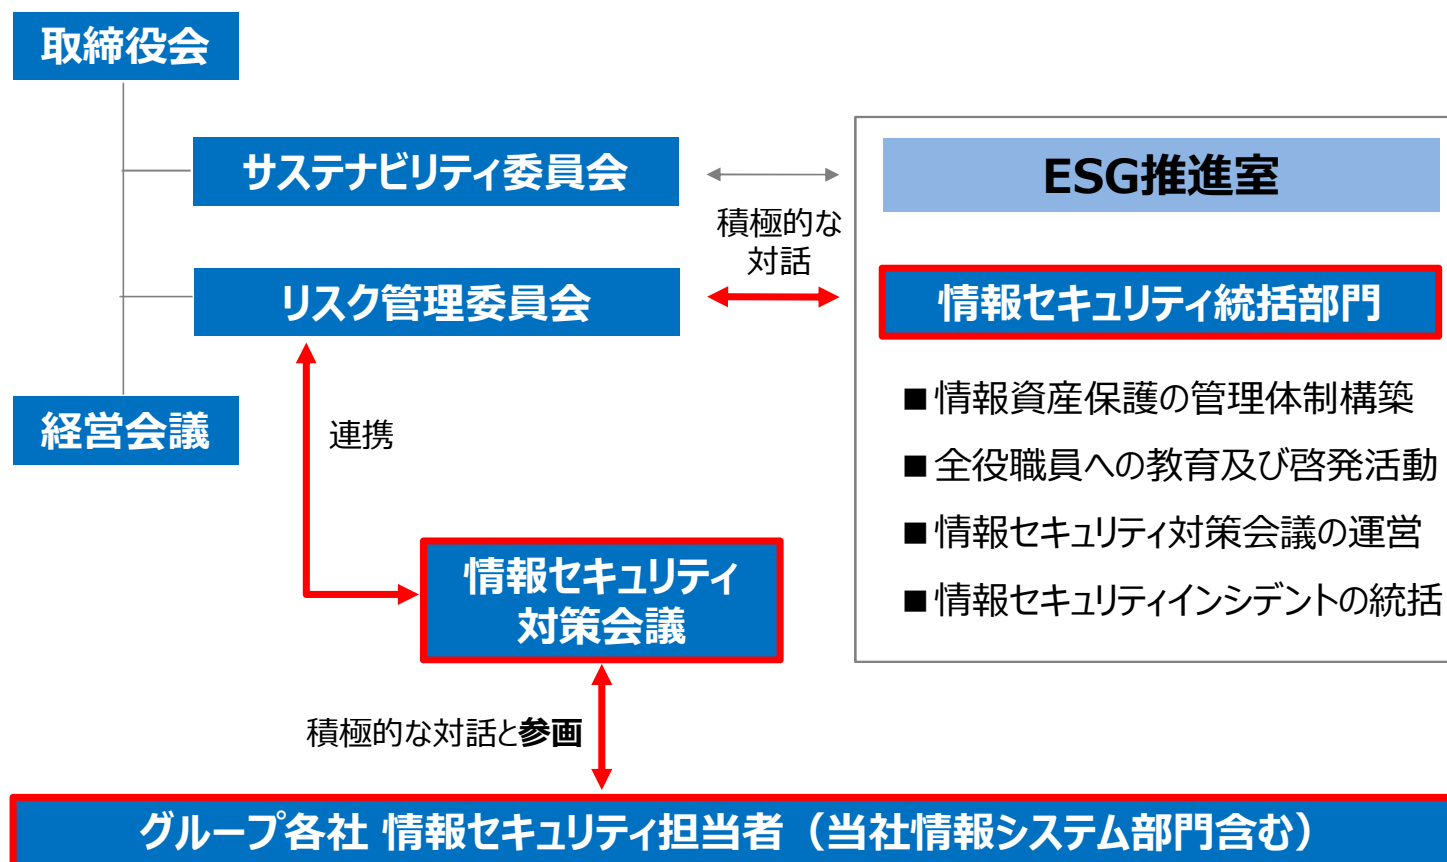 取締役会
サステナビリティ委員会
ESG推進室
積極的な
対話
リスク管理委員会
情報セキュリティ統括部門
経営会議
連携
■情報資産保護の管理体制構築
■全役職員への教育及び啓発活動
■情報セキュリティ対策会議の運営
■情報セキュリティインシデントの統括
情報セキュリティ
対策会議
積極的な対話と参画
グループ各社 情報セキュリティ担当者（当社情報システム部門含む）